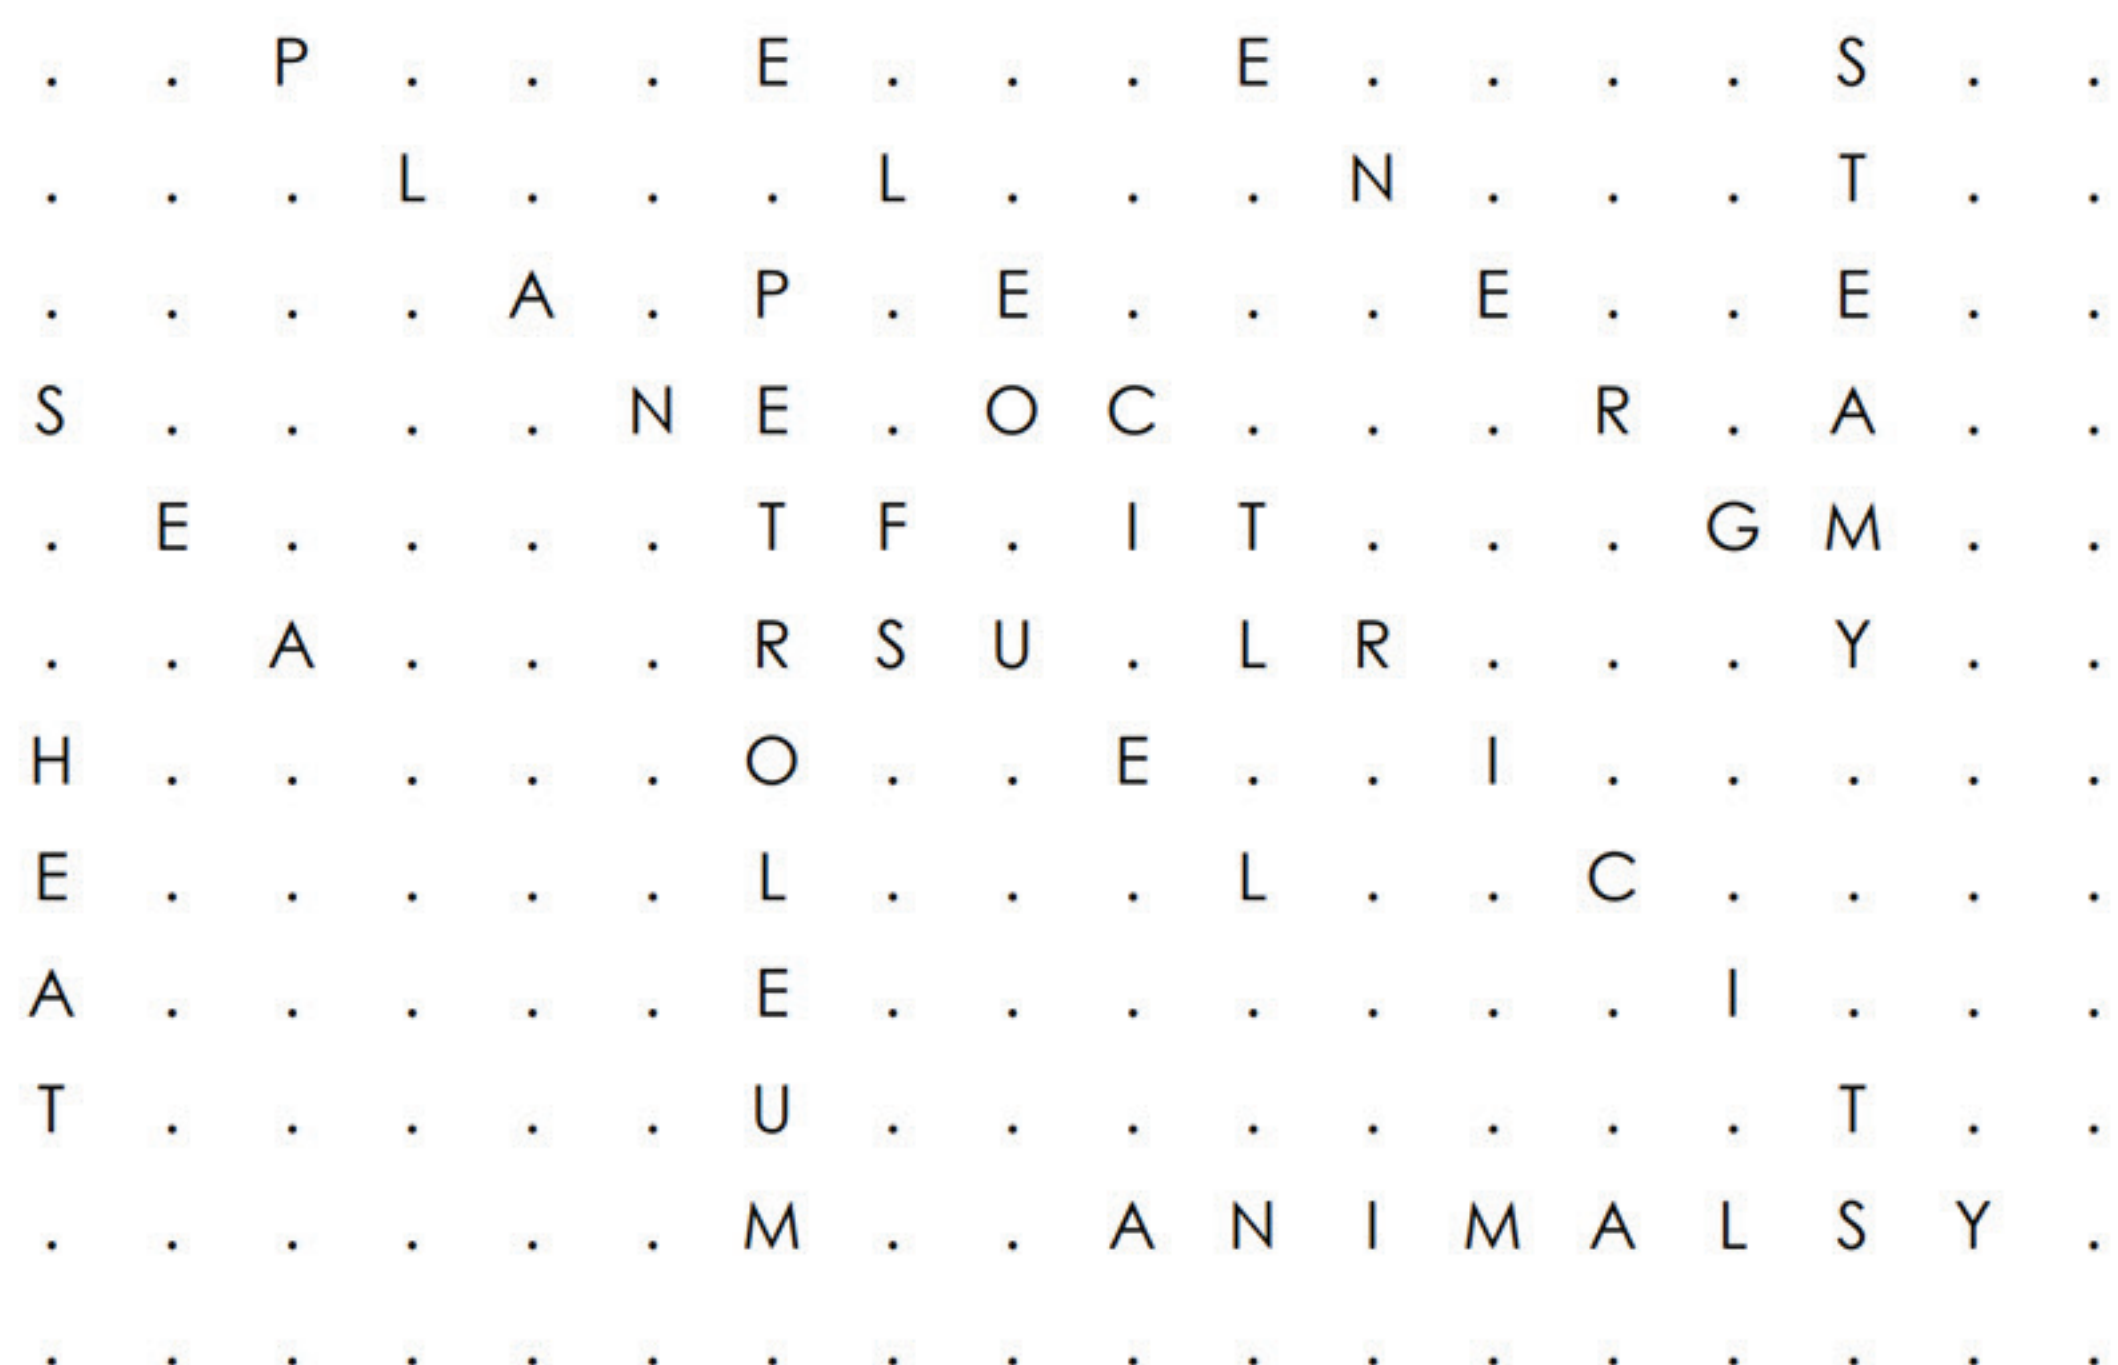 . . P . . . E . . . E . . . . S . .
. . . L . . . L . . . N . . . T . .
. . . . A . P . E . . . E . . E . .
S . . . . N E . O C . . . R . A . .
. E . . . . T F . I T . . . G M . .
. . A . . . R S U . L R . . . Y . .
H . . . . . O . . E . . I . . . . .
E . . . . . L . . . L . . C . . . .
A . . . . . E . . . . . . . I . . .
T . . . . . U . . . . . . . . T . .
. . . . . . M . . A N I M A L S Y .
. . . . . . . . . . . . . . . . . .